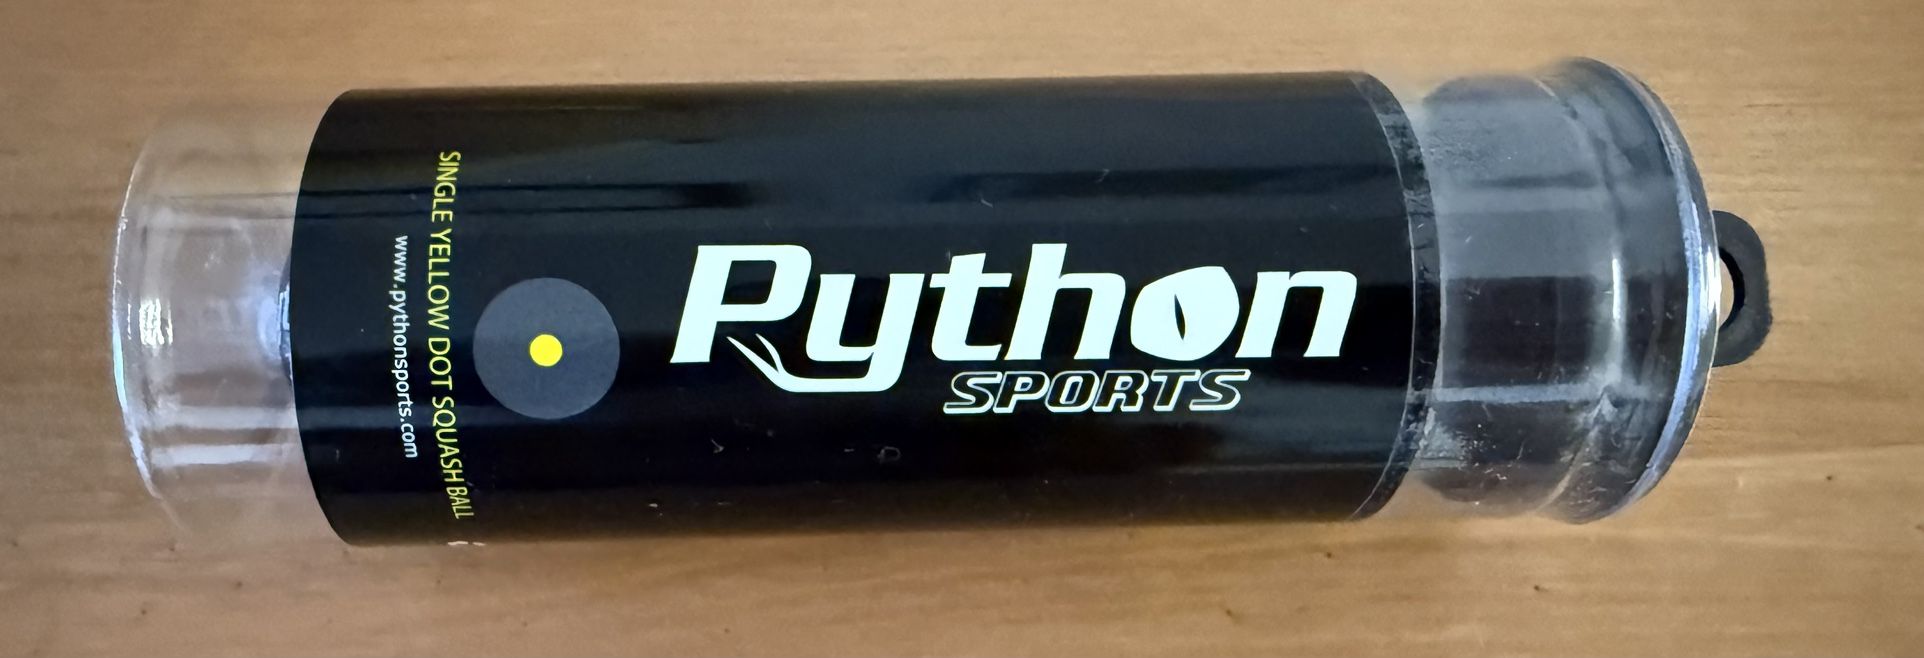 Python
SPORTS
SINGLE YELLOW DOT SQUASH BALL
www.pythonsports.com